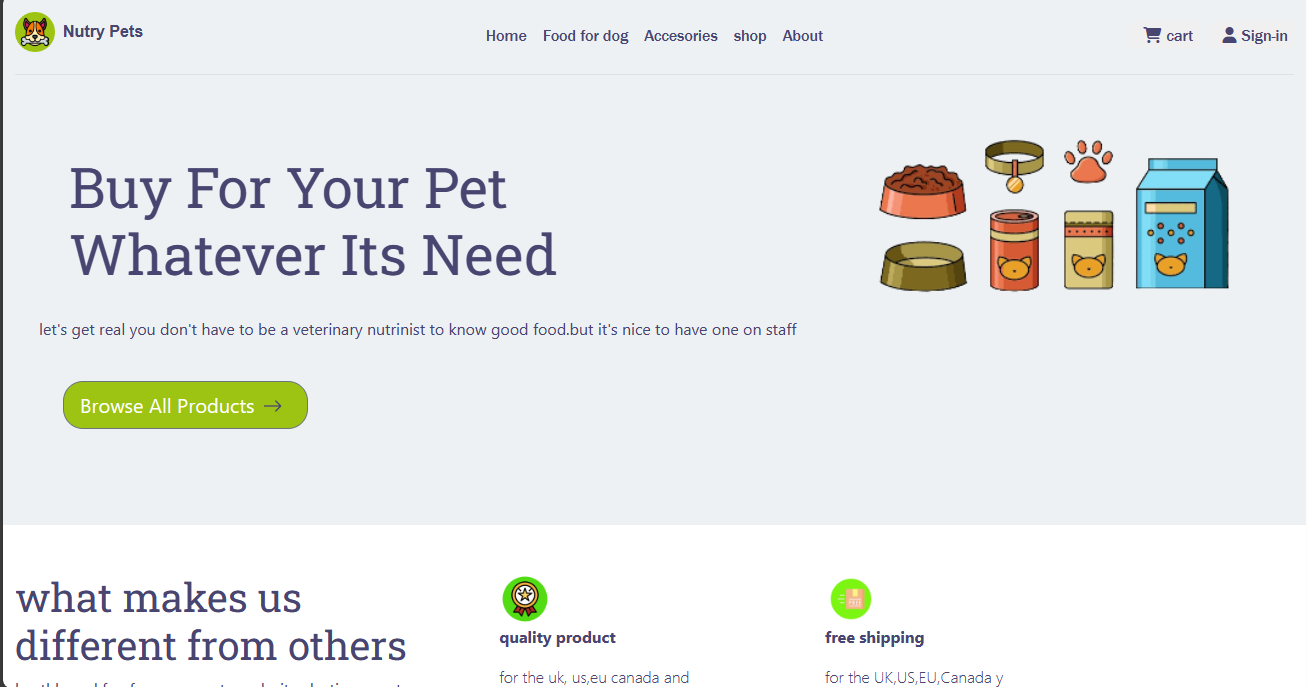 Nutry Pets
Home Food for dog Accesories shop About
cart Sign-in
Buy For Your Pet
Whatever Its Need
let's get real you don't have to be a veterinary nutrinist to know good food.but it's nice to have one on staff
Browse All Products →
what makes us
different from others
quality product
for the uk, us,eu canada and
free shipping
for the UK,US,EU,Canada y